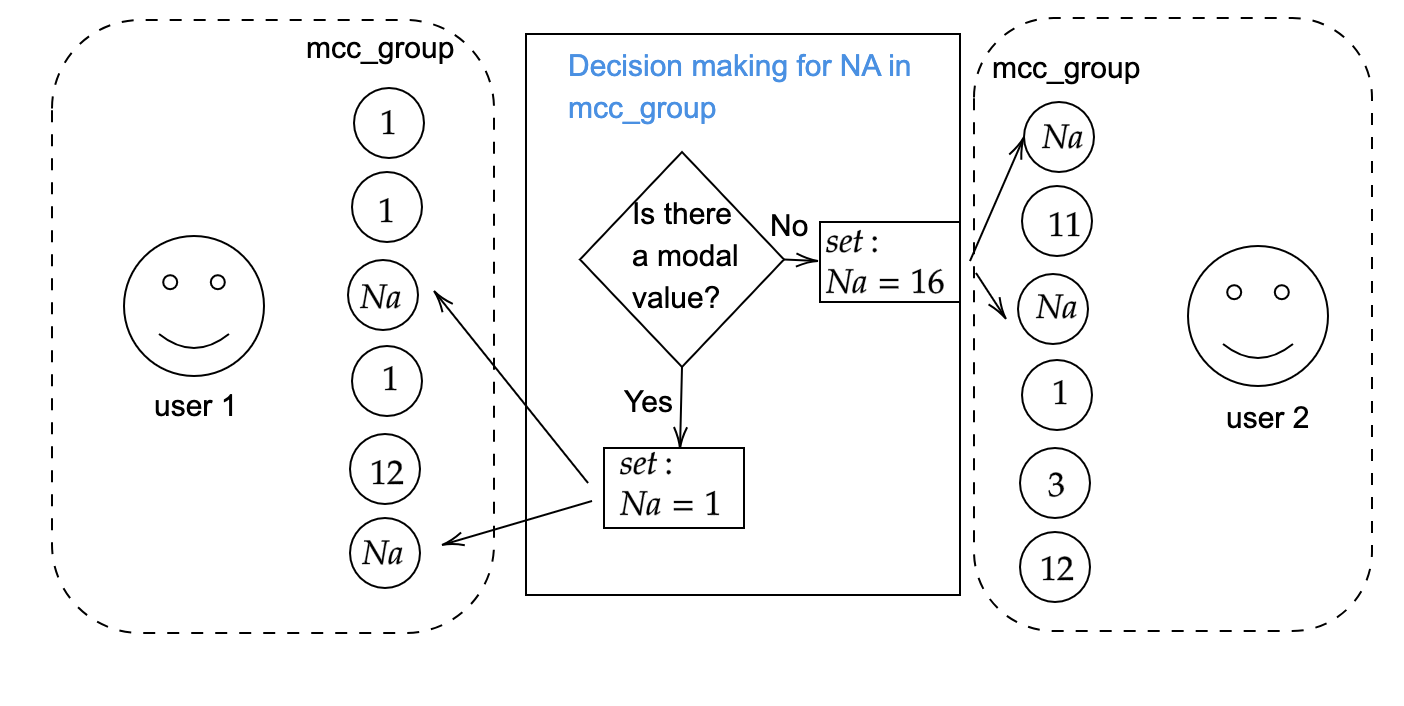 mcc_group
1
1
Na
1
12
Na
user 1
Decision making for NA in
mcc_group
Is there
a modal
value?
No
set :
Na = 16
Yes
set :
Na = 1
mcc_group
Na
11
Na
1
3
12
user 2